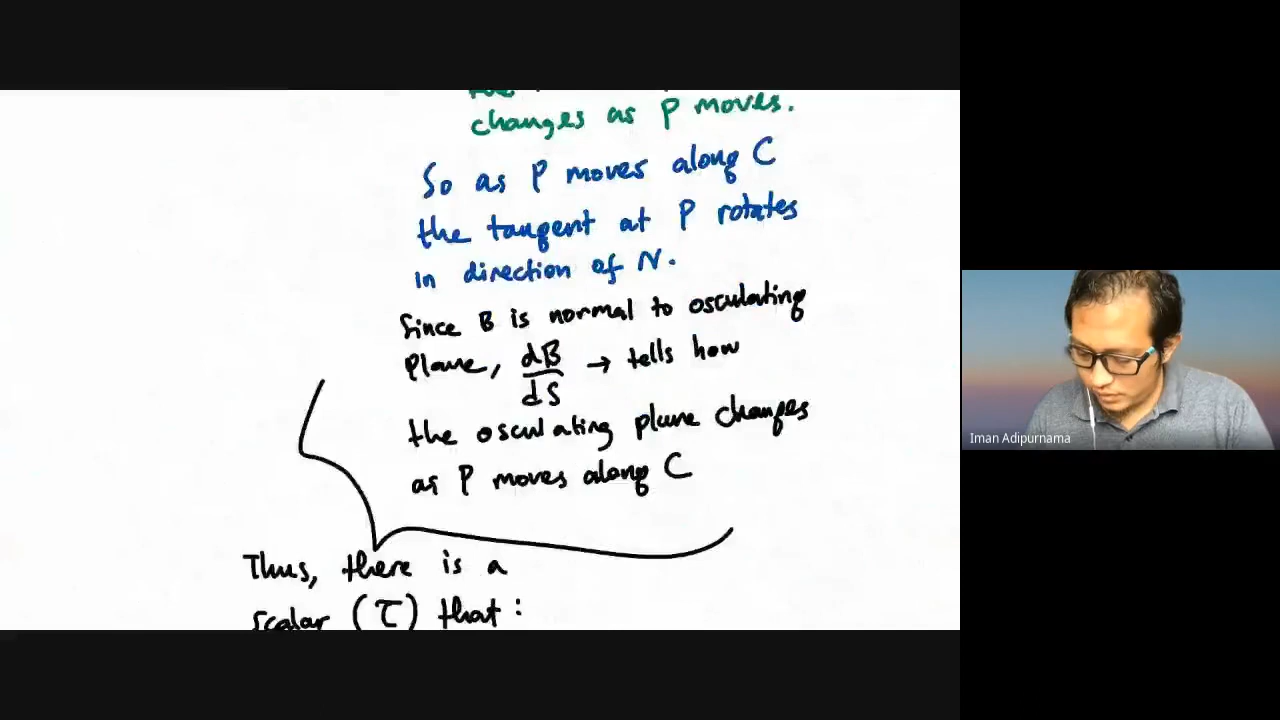 changes as P moves.
So as P moves along C
the tangent at P rotates
in direction of N.
Since B is normal to osculating
Plane, dB/dS → tells how
the osculating plane changes
as P moves along C
Thus, there is a
scalar (τ) that :
Iman Adipurnama